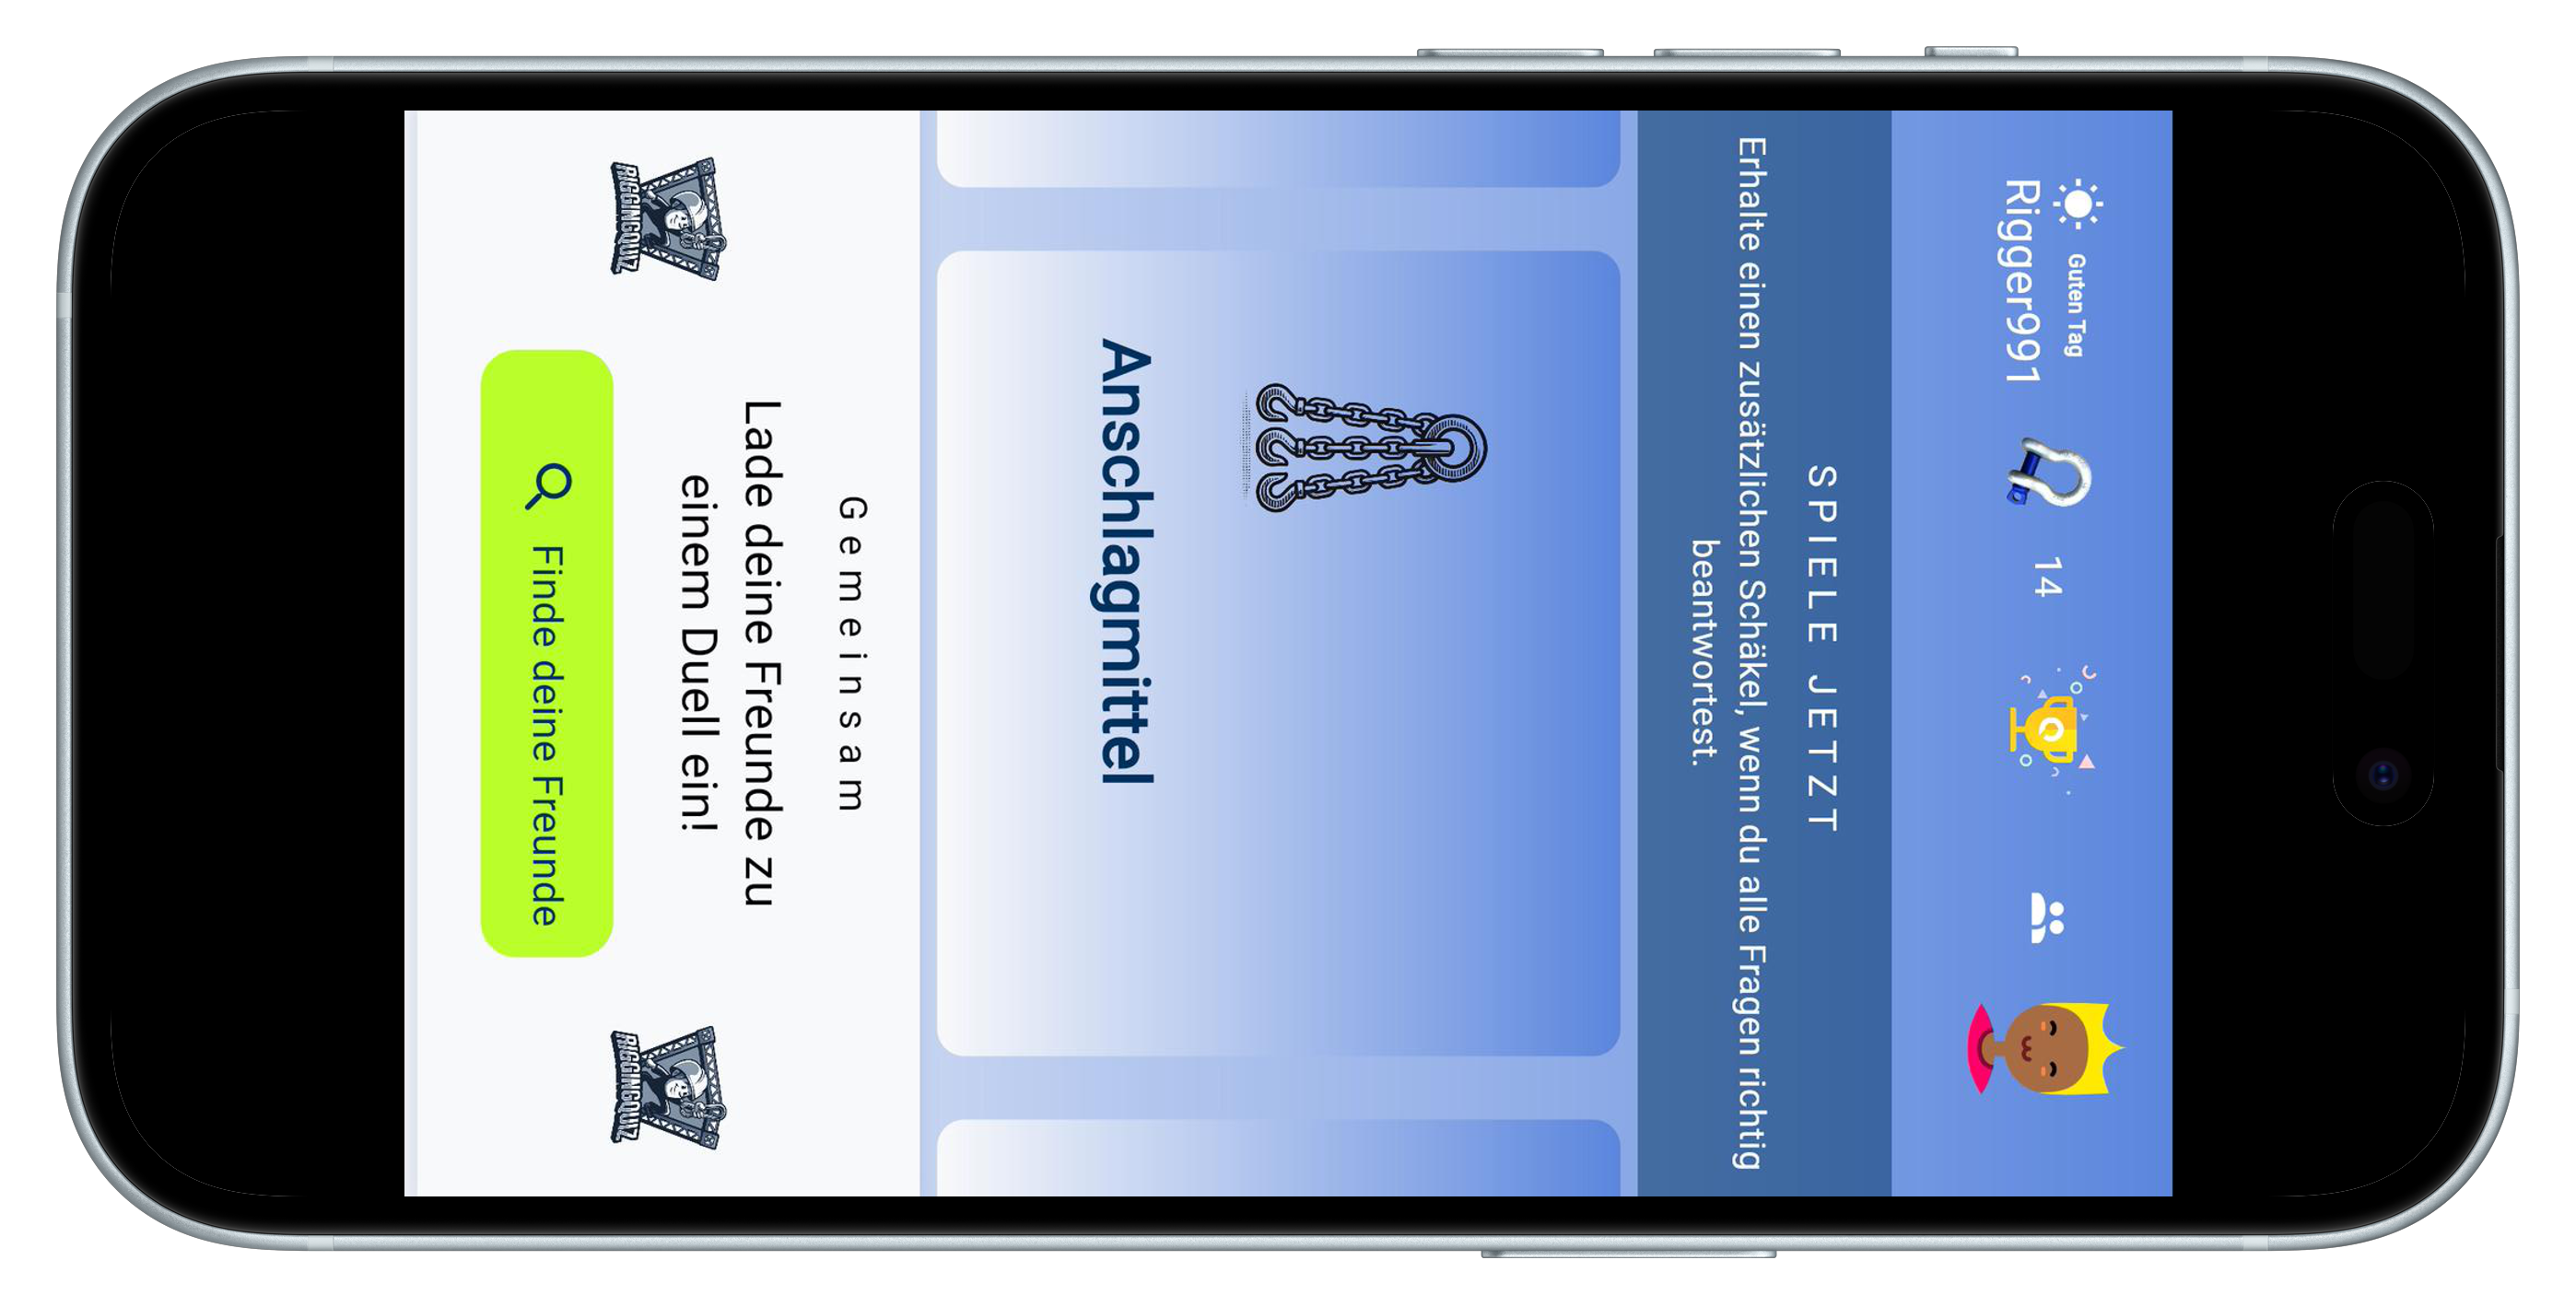 Guten Tag
Rigger991
14
SPIELE JETZT
Erhalte einen zusätzlichen Schäkel, wenn du alle Fragen richtig
beantwortest.
Anschlagmittel
Gemeinsam
Lade deine Freunde zu
einem Duell ein!
RIGGINGQUIZ
RIGGINGQUIZ
Finde deine Freunde